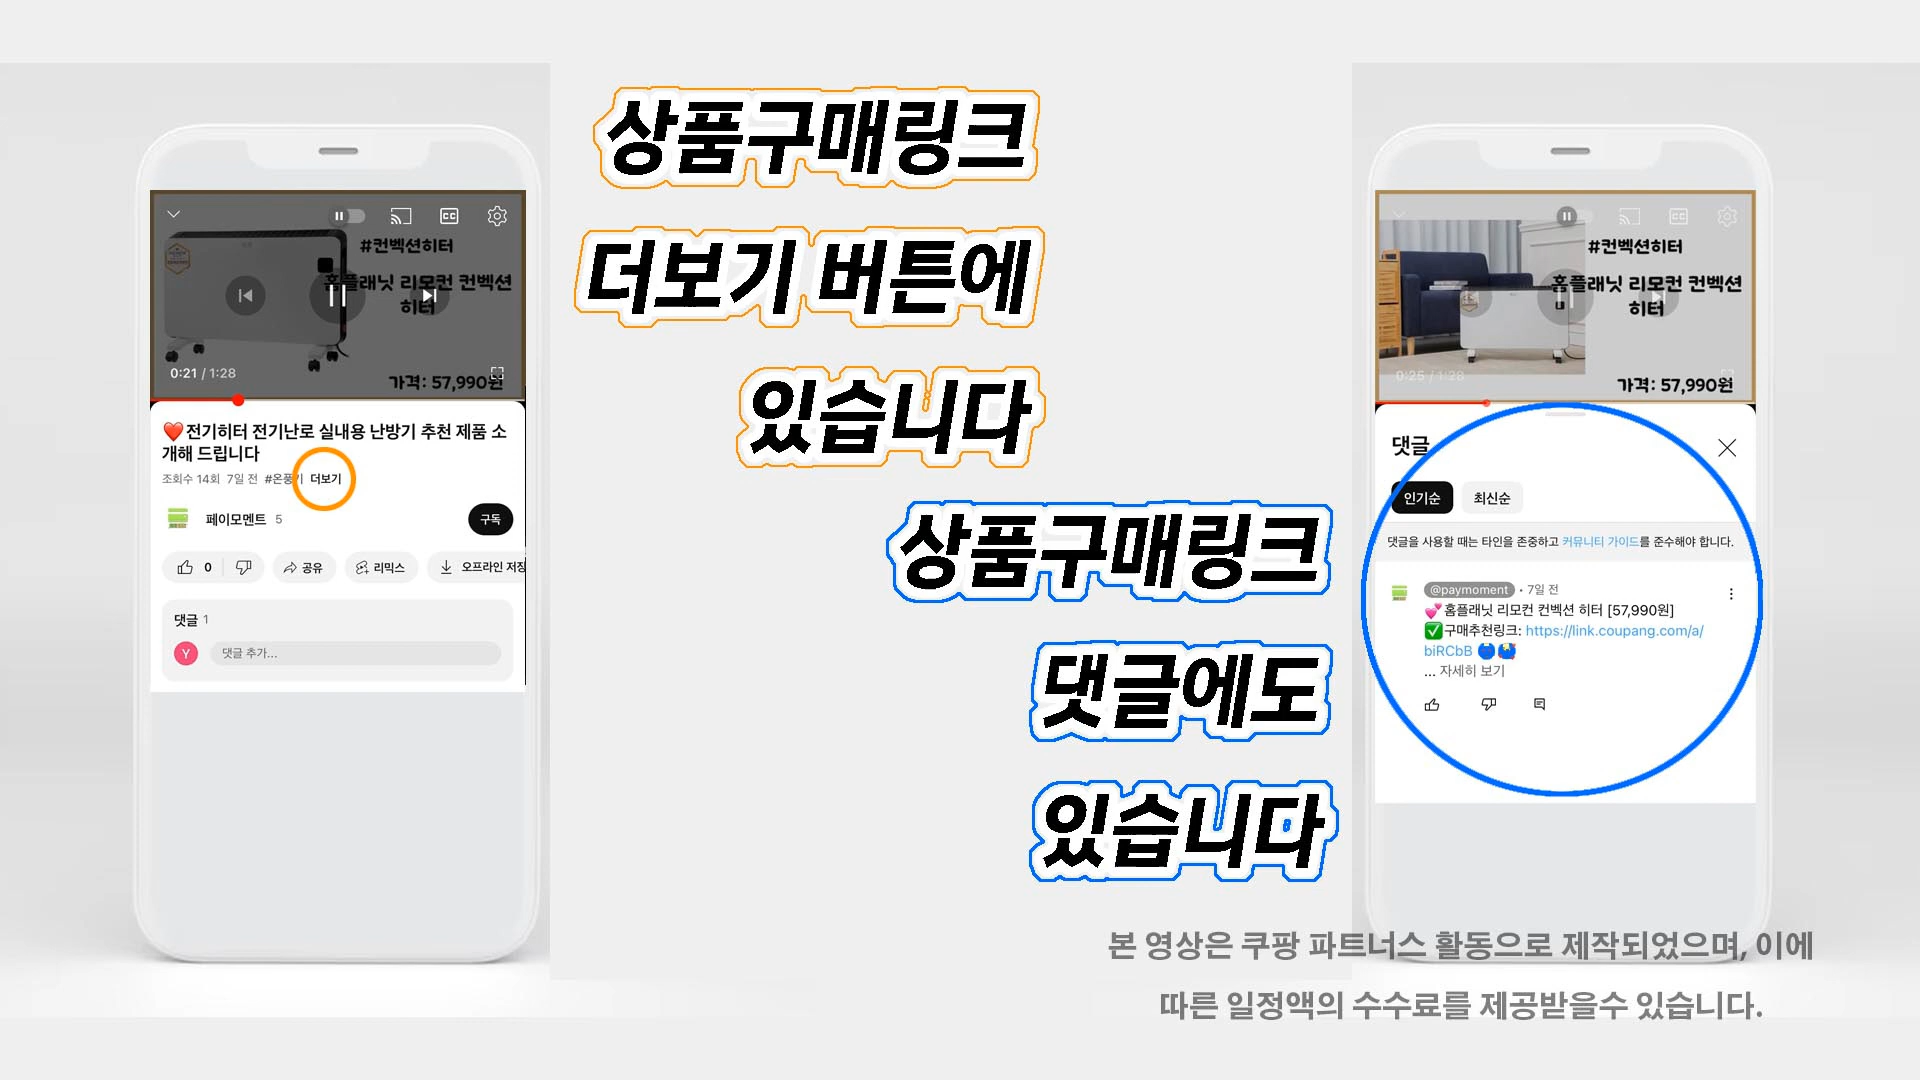 상품구매링크
더보기 버튼에
있습니다
상품구매링크
댓글에도
있습니다
#컨벡션히터
홈플래닛 리모컨 컨벡션
히터
0:21 / 1:28
가격: 57,990원
❤️전기히터 전기난로 실내용 난방기 추천 제품 소
개해 드립니다
조회수 14회 7일 전 #온풍기 더보기
페이모멘트 5
구독
0
공유
리믹스
오프라인 저장
댓글 1
Y
댓글 추가...
#컨벡션히터
홈플래닛 리모컨 컨벡션
히터
0:25 / 1:28
가격: 57,990원
댓글
인기순 최신순
댓글을 사용할 때는 타인을 존중하고 커뮤니티 가이드를 준수해야 합니다.
@paymoment • 7일 전
💕홈플래닛 리모컨 컨벡션 히터 [57,990원]
✅구매추천링크: https://link.coupang.com/a/
biRCbB
... 자세히 보기
본 영상은 쿠팡 파트너스 활동으로 제작되었으며, 이에
따른 일정액의 수수료를 제공받을수 있습니다.